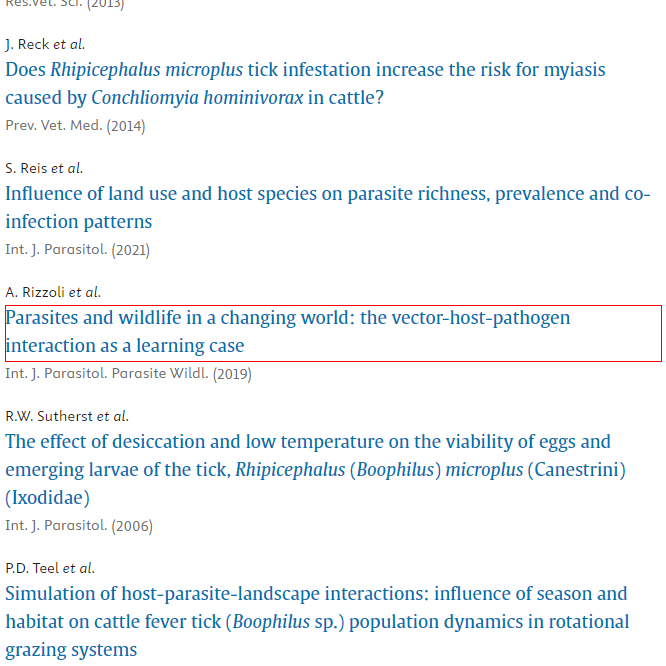 Res.Vet. Sci. (2013)
J. Reck et al.
Does Rhipicephalus microplus tick infestation increase the risk for myiasis
caused by Conchliomyia hominivorax in cattle?
Prev. Vet. Med. (2014)
S. Reis et al.
Influence of land use and host species on parasite richness, prevalence and co-
infection patterns
Int. J. Parasitol. (2021)
A. Rizzoli et al.
Parasites and wildlife in a changing world: the vector-host-pathogen
interaction as a learning case
Int. J. Parasitol. Parasite Wildl. (2019)
R.W. Sutherst et al.
The effect of desiccation and low temperature on the viability of eggs and
emerging larvae of the tick, Rhipicephalus (Boophilus) microplus (Canestrini)
(Ixodidae)
Int. J. Parasitol. (2006)
P.D. Teel et al.
Simulation of host-parasite-landscape interactions: influence of season and
habitat on cattle fever tick (Boophilus sp.) population dynamics in rotational
grazing systems